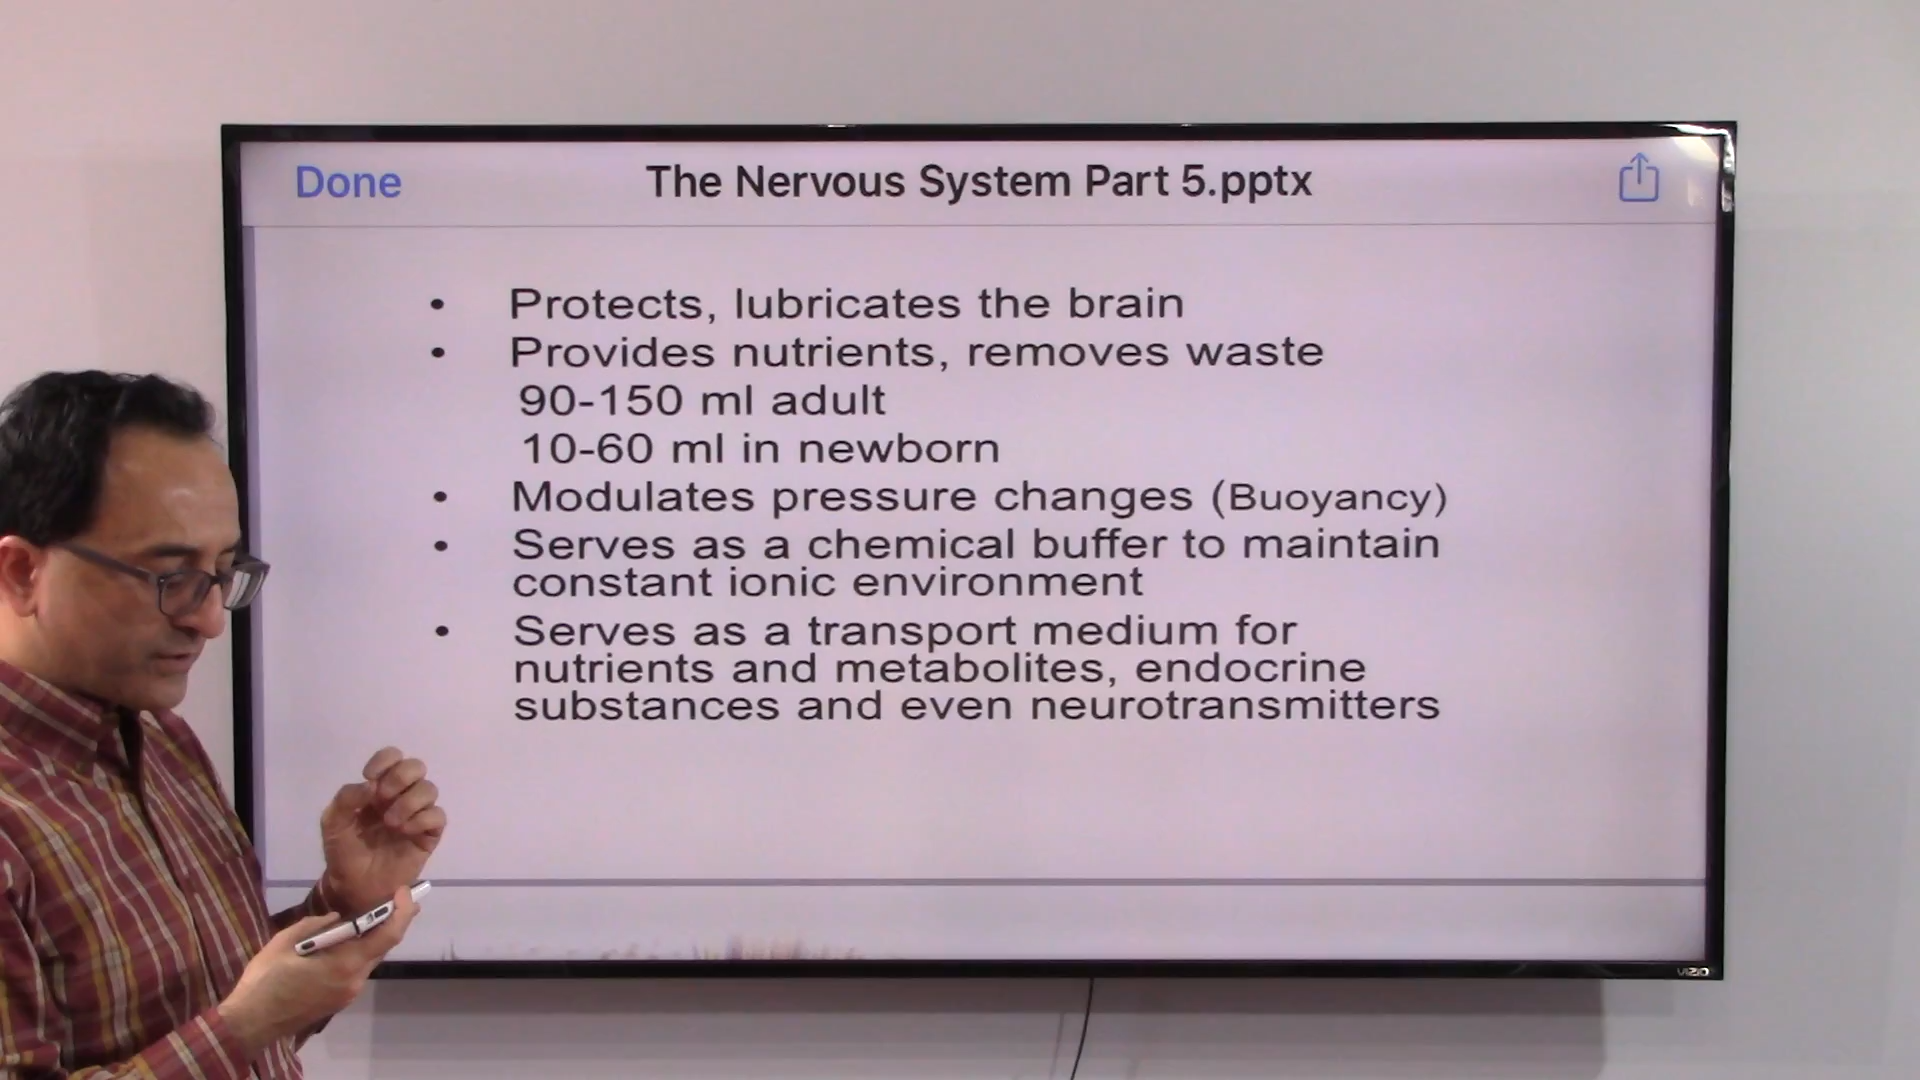 Done The Nervous System Part 5.pptx
• Protects, lubricates the brain
• Provides nutrients, removes waste
90-150 ml adult
10-60 ml in newborn
• Modulates pressure changes (Buoyancy)
• Serves as a chemical buffer to maintain
constant ionic environment
• Serves as a transport medium for
nutrients and metabolites, endocrine
substances and even neurotransmitters
VIZIO